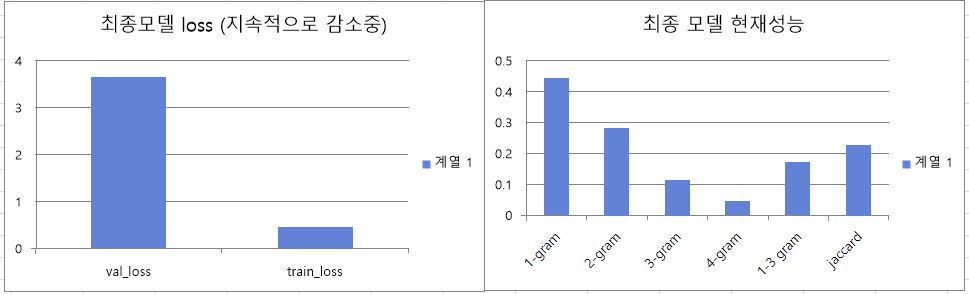 최종모델 loss (지속적으로 감소중)
4
3
2
1
0
val_loss
train_loss
계열 1
최종 모델 현재성능
0.5
0.4
0.3
0.2
0.1
0
1-gram
2-gram
3-gram
4-gram
1-3 gram
jaccard
계열 1